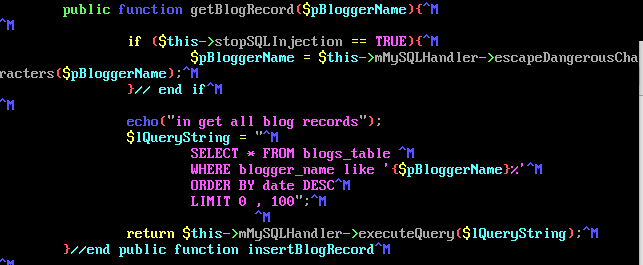 public function getBlogRecord($pBloggerName){^M
^M
if ($this->stopSQLInjection == TRUE){^M
$pBloggerName = $this->mMySQLHandler->escapeDangerousCha
racters($pBloggerName);^M
}// end if^M
^M
echo("in get all blog records");
$lQueryString = "^M
SELECT * FROM blogs_table ^M
WHERE blogger_name like '{$pBloggerName}%'^M
ORDER BY date DESC^M
LIMIT 0 , 100";^M
^M
return $this->mMySQLHandler->executeQuery($lQueryString);^M
}//end public function insertBlogRecord^M
^M